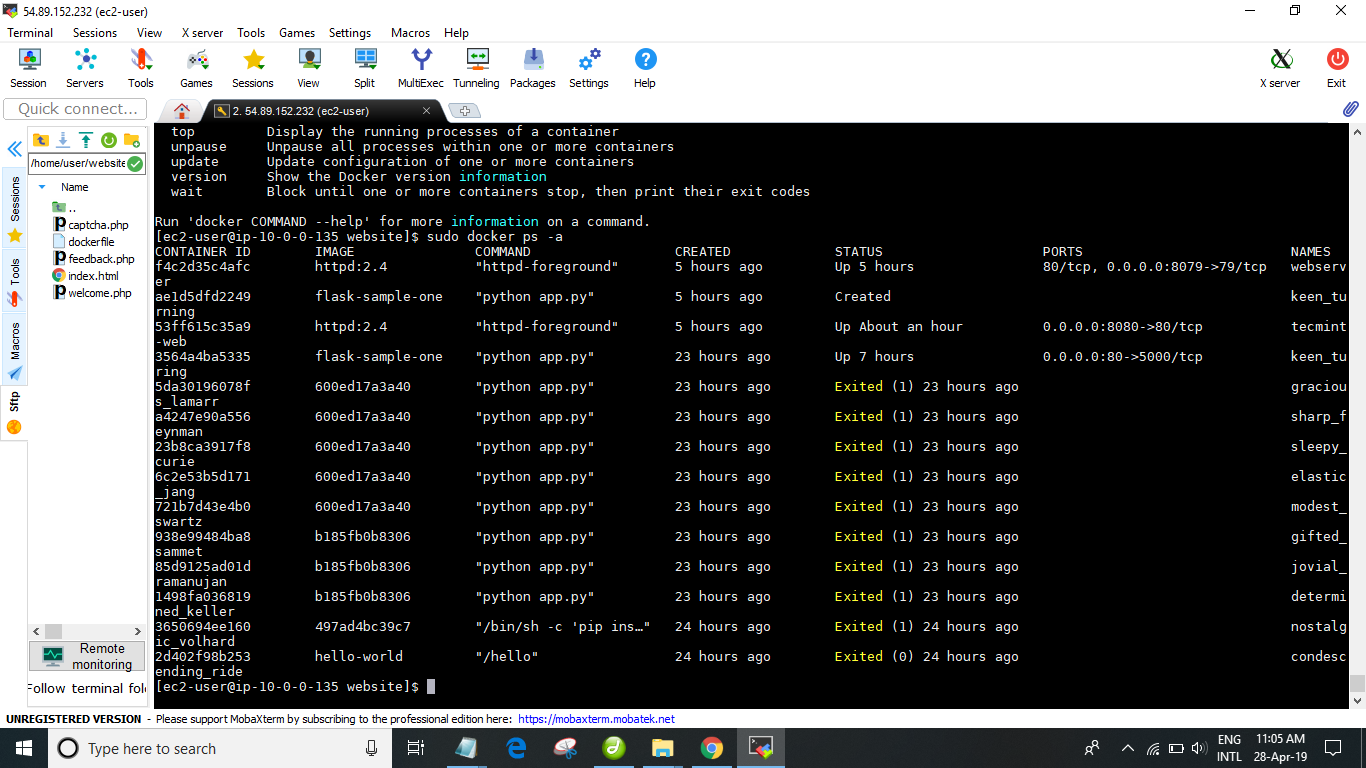 54.89.152.232 (ec2-user)
Terminal Sessions View X server Tools Games Settings Macros Help
Session Servers Tools Games Sessions View Split MultiExec Tunneling Packages Settings Help X server Exit
Quick connect...
2. 54.89.152.232 (ec2-user)
/home/user/website
Name
..
captcha.php
dockerfile
feedback.php
index.html
welcome.php
Sessions
Tools
Macros
Sftp
Remote
monitoring
Follow terminal fol
top Display the running processes of a container
unpause Unpause all processes within one or more containers
update Update configuration of one or more containers
version Show the Docker version information
wait Block until one or more containers stop, then print their exit codes
Run 'docker COMMAND --help' for more information on a command.
[ec2-user@ip-10-0-0-135 website]$ sudo docker ps -a
CONTAINER ID IMAGE COMMAND CREATED STATUS PORTS NAMES
f4c2d35c4afc httpd:2.4 "httpd-foreground" 5 hours ago Up 5 hours 80/tcp, 0.0.0.0:8079->79/tcp webserv
er
ae1d5dfd2249 flask-sample-one "python app.py" 5 hours ago Created keen_tu
rning
53ff615c35a9 httpd:2.4 "httpd-foreground" 5 hours ago Up About an hour 0.0.0.0:8080->80/tcp tecmint
-web
3564a4ba5335 flask-sample-one "python app.py" 23 hours ago Up 7 hours 0.0.0.0:80->5000/tcp keen_tu
ring
5da30196078f 600ed17a3a40 "python app.py" 23 hours ago Exited (1) 23 hours ago graciou
s_lamarr
a4247e90a556 600ed17a3a40 "python app.py" 23 hours ago Exited (1) 23 hours ago sharp_f
eynman
23b8ca3917f8 600ed17a3a40 "python app.py" 23 hours ago Exited (1) 23 hours ago sleepy_
curie
6c2e53b5d171 600ed17a3a40 "python app.py" 23 hours ago Exited (1) 23 hours ago elastic
_jang
721b7d43e4b0 600ed17a3a40 "python app.py" 23 hours ago Exited (1) 23 hours ago modest_
swartz
938e99484ba8 b185fb0b8306 "python app.py" 23 hours ago Exited (1) 23 hours ago gifted_
sammet
85d9125ad01d b185fb0b8306 "python app.py" 23 hours ago Exited (1) 23 hours ago jovial_
ramanujan
1498fa036819 b185fb0b8306 "python app.py" 23 hours ago Exited (1) 23 hours ago determi
ned_keller
3650694ee160 497ad4bc39c7 "/bin/sh -c 'pip ins…" 24 hours ago Exited (1) 24 hours ago nostalg
ic_volhard
2d402f98b253 hello-world "/hello" 24 hours ago Exited (0) 24 hours ago condesc
ending_ride
[ec2-user@ip-10-0-0-135 website]$
UNREGISTERED VERSION - Please support MobaXterm by subscribing to the professional edition here: https://mobaxterm.mobatek.net
Type here to search
ENG
INTL
11:05 AM
28-Apr-19